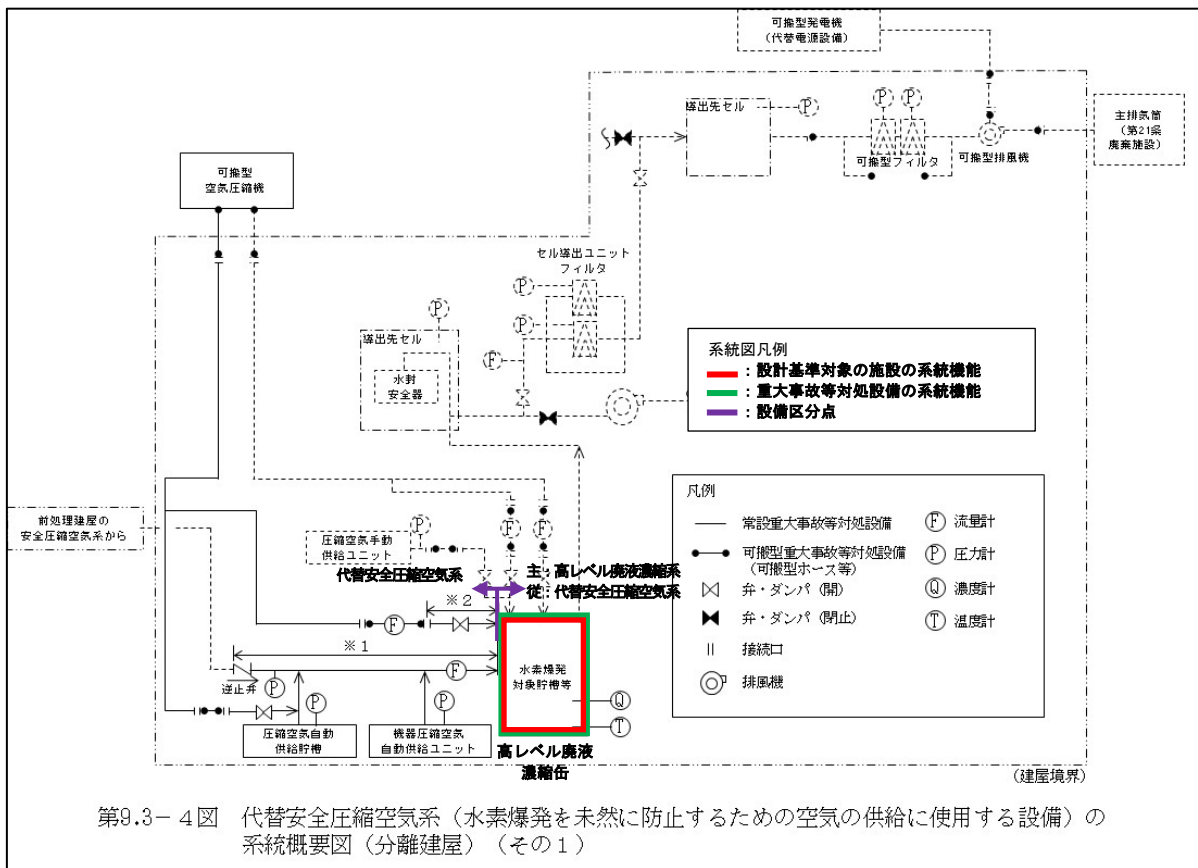 可搬型発電機
(代替電源設備)
導出先セル
P
P
P
主排気筒
(第21条
廃棄施設)
可搬型フィルタ
可搬型排風機
可搬型
空気圧縮機
セル導出ユニット
フィルタ
P
P
P
F
導出先セル
水封
安全器
系統図凡例
:設計基準対象の施設の系統機能
:重大事故等対処設備の系統機能
:設備区分点
前処理建屋の
安全圧縮空気系から
P
F
F
圧縮空気手動
供給ユニット
代替安全圧縮空気系
主:高レベル廃液濃縮系
従:代替安全圧縮空気系
※2
F
※1
F
逆止弁
P
P
P
圧縮空気自動
供給貯槽
機器圧縮空気
自動供給ユニット
水素爆発
対象貯槽等
Q
T
高レベル廃液
濃縮缶
凡例
常設重大事故等対処設備
可搬型重大事故等対処設備
(可搬型ホース等)
弁・ダンパ(開)
弁・ダンパ(閉止)
接続口
排風機
F 流量計
P 圧力計
Q 濃度計
T 温度計
(建屋境界)
第9.3-4図 代替安全圧縮空気系(水素爆発を未然に防止するための空気の供給に使用する設備)の
系統概要図(分離建屋)(その1)